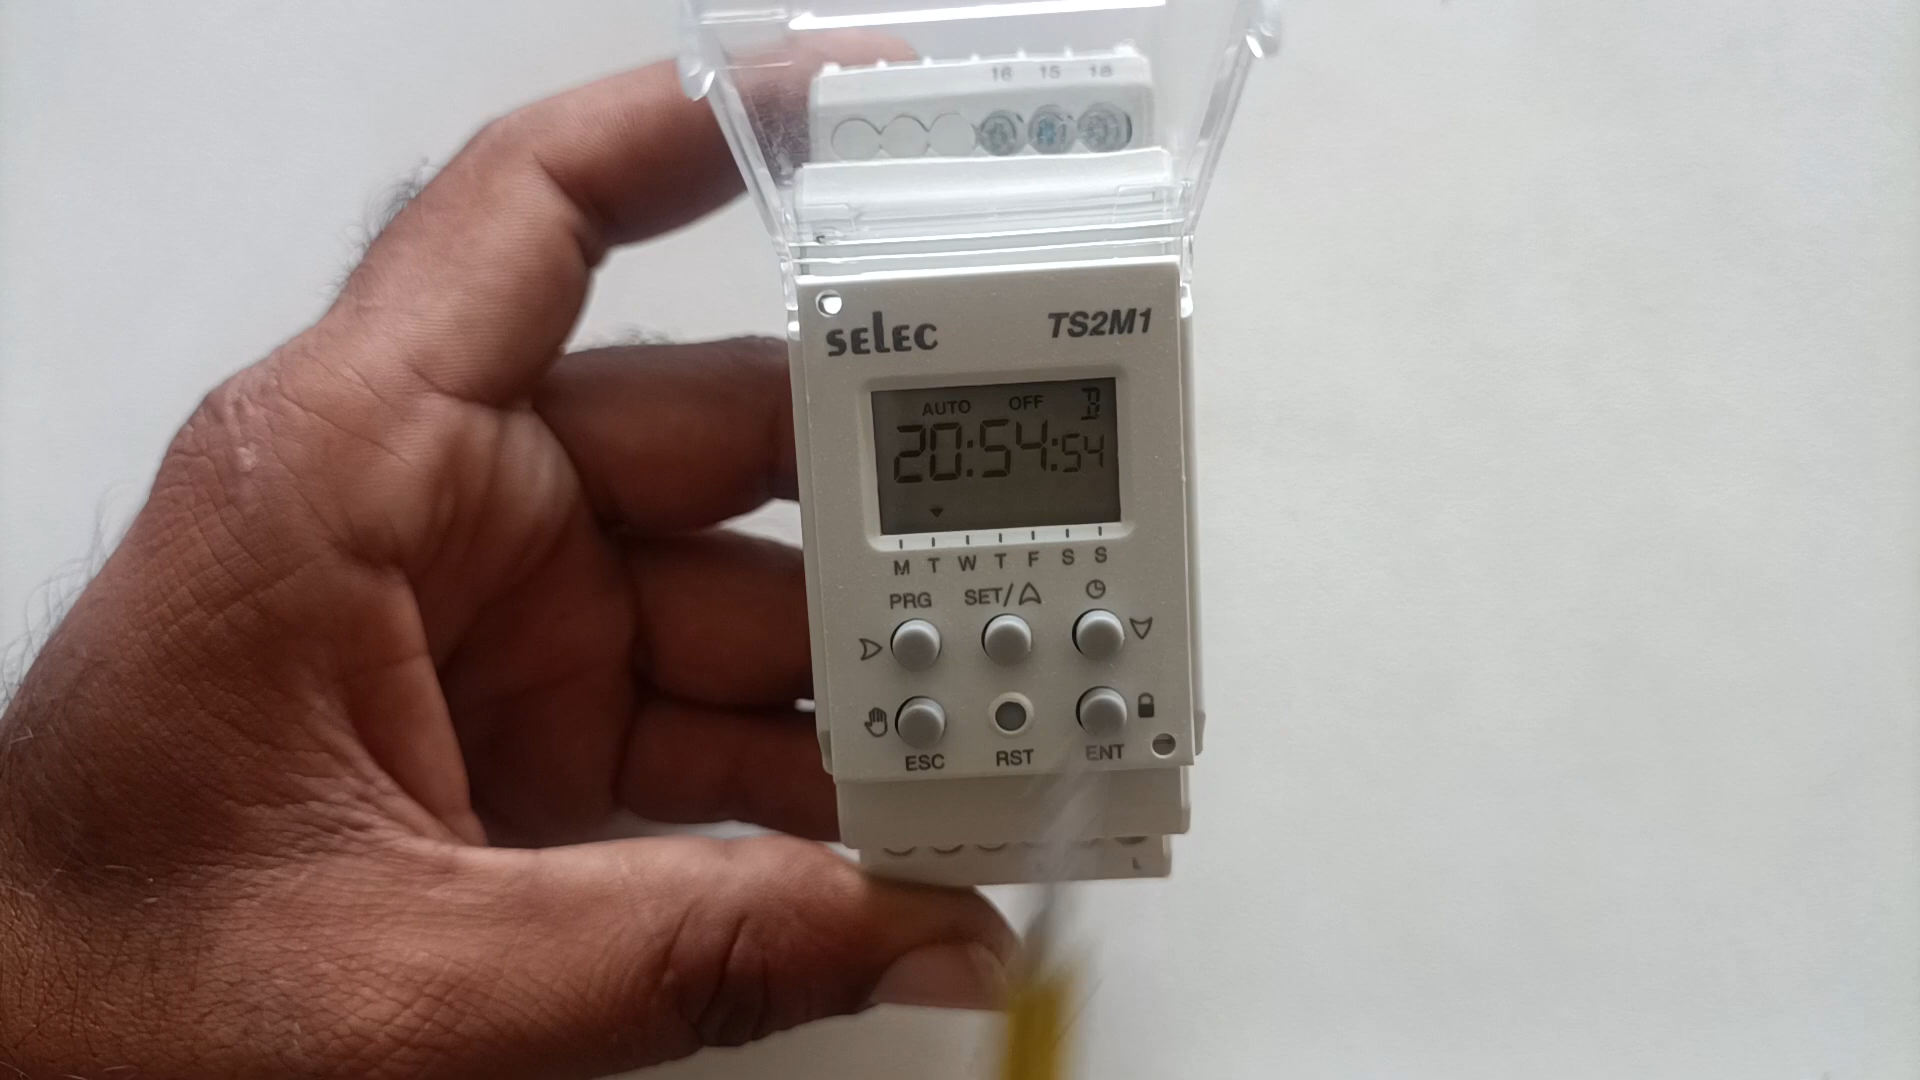 16 15 18
SELEC TS2M1
AUTO OFF
20:54:54
M T W T F S S
PRG SET/
ESC RST ENT
L